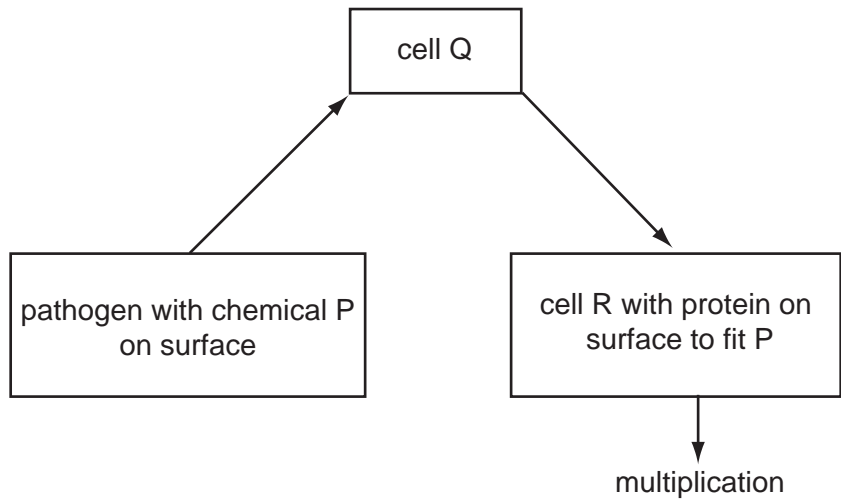 cell Q
pathogen with chemical P
on surface
cell R with protein on
surface to fit P
multiplication